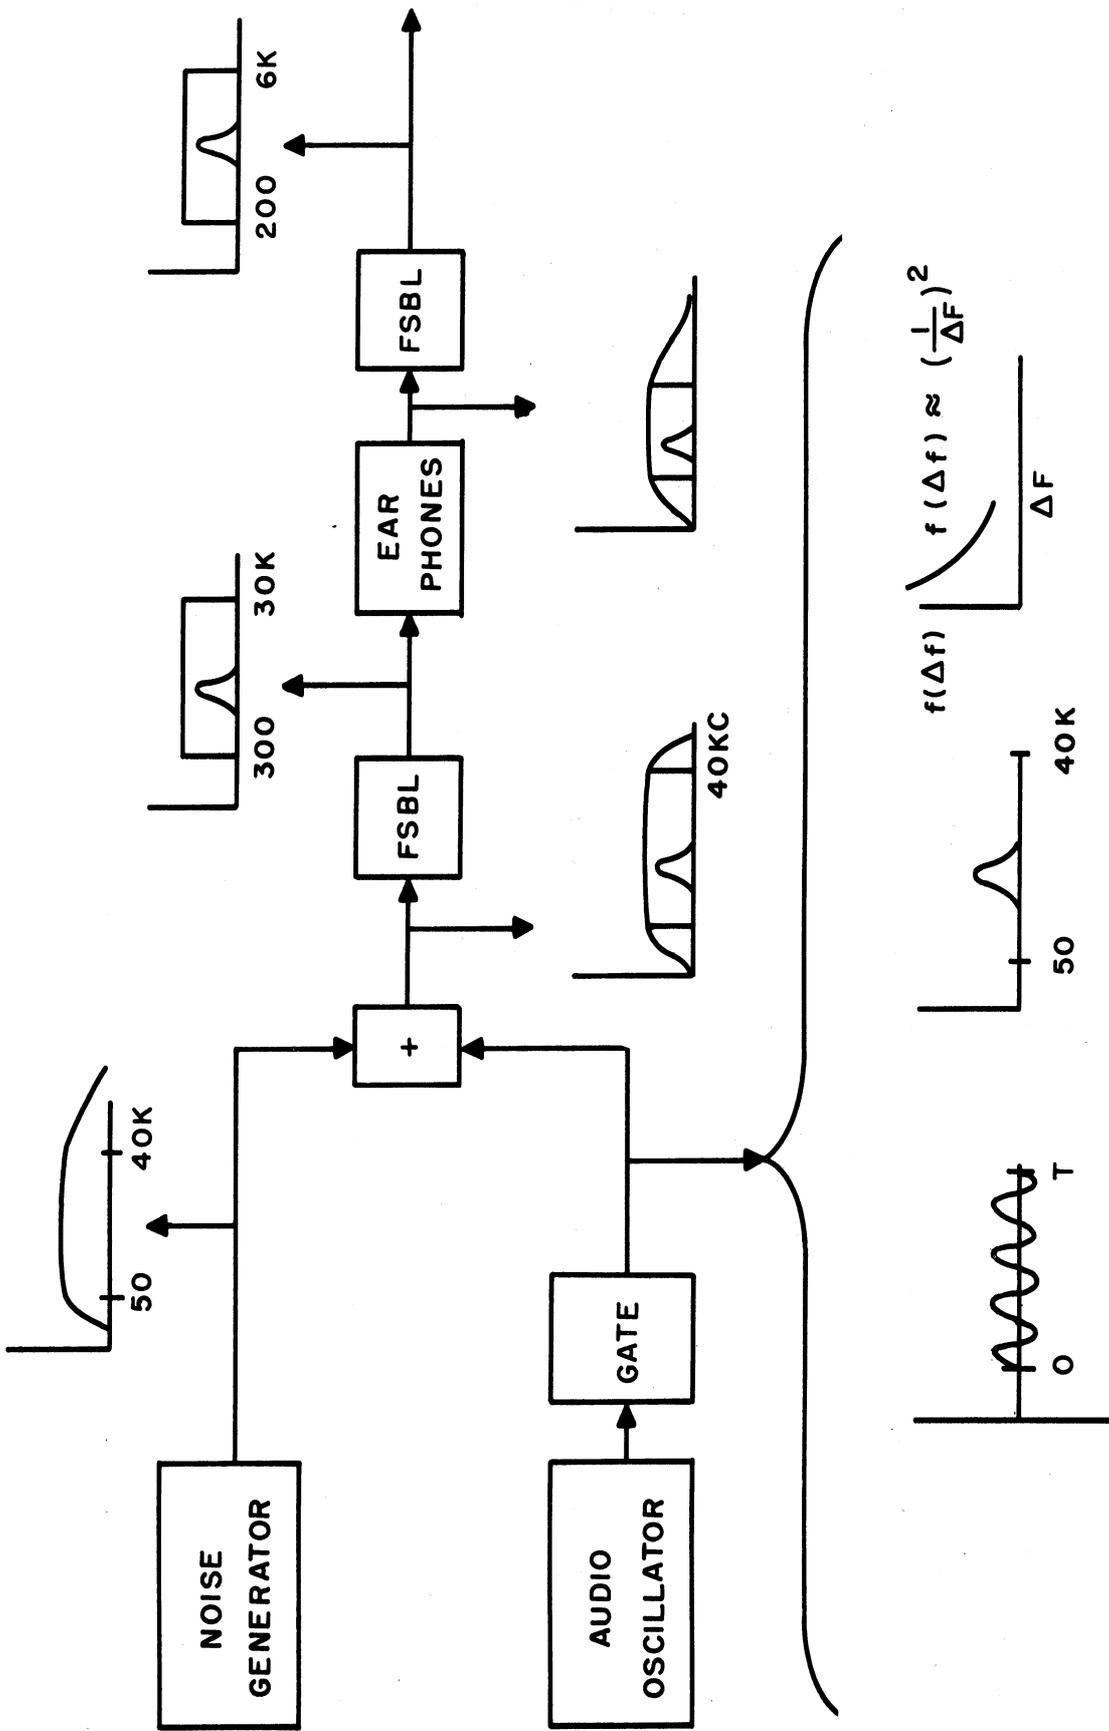 50 40K
300 30K
200 6K
NOISE
GENERATOR
+
FSBL
EAR
PHONES
FSBL
AUDIO
OSCILLATOR
GATE
40KC
O T
50 40K
f(Δf)
f(Δf) ≈ (1/ΔF)²
ΔF